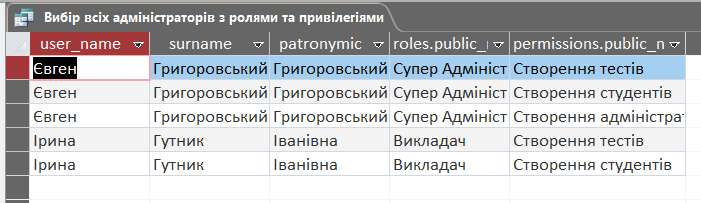 Вибір всіх адміністраторів з ролями та привілегіями
user_name surname patronymic roles.public_ permissions.public_n
Євген Григоровський Григоровський Супер Адмініст Створення тестів
Євген Григоровський Григоровський Супер Адмініст Створення студентів
Євген Григоровський Григоровський Супер Адмініст Створення адміністра
Ірина Гутник Іванівна Викладач Створення тестів
Ірина Гутник Іванівна Викладач Створення студентів